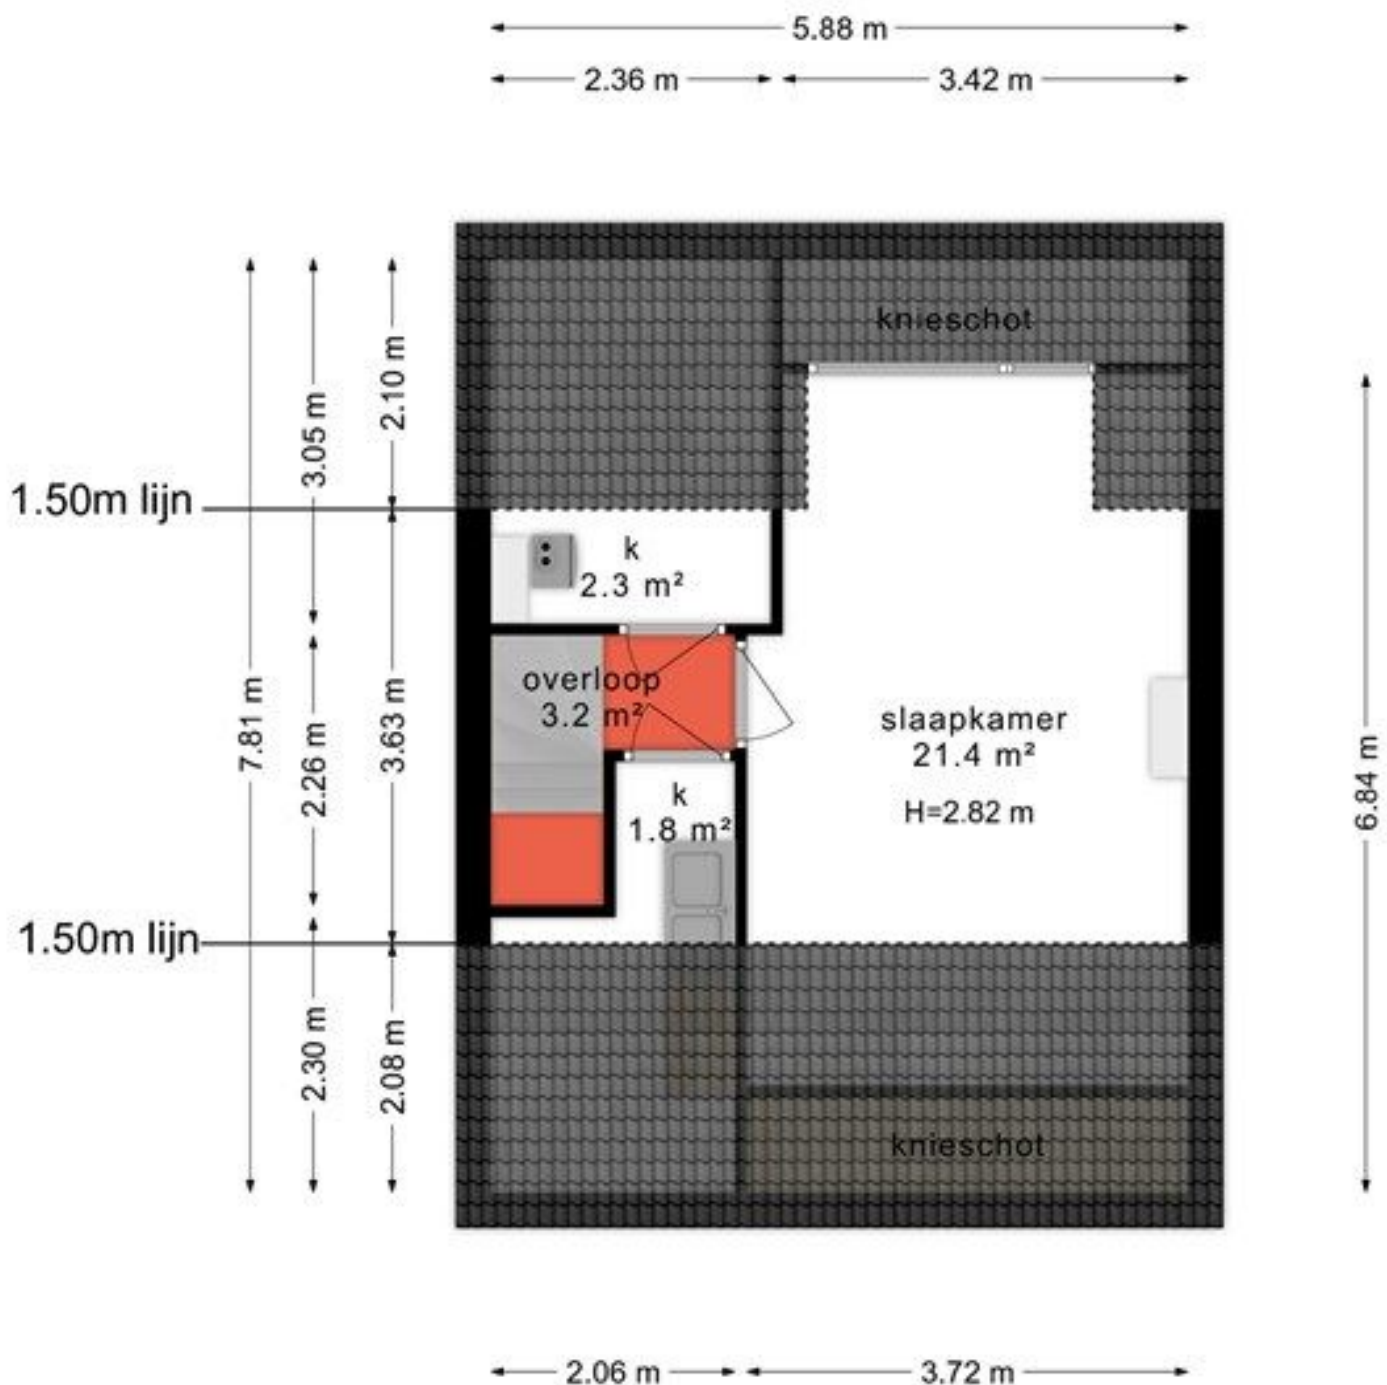 5.88 m
2.36 m
3.42 m
knieschot
2.10 m
3.05 m
1.50m lijn
k
2.3 m²
overloop
3.2 m²
7.81 m
2.26 m
3.63 m
slaapkamer
21.4 m²
H=2.82 m
6.84 m
k
1.8 m²
1.50m lijn
2.30 m
2.08 m
knieschot
2.06 m
3.72 m